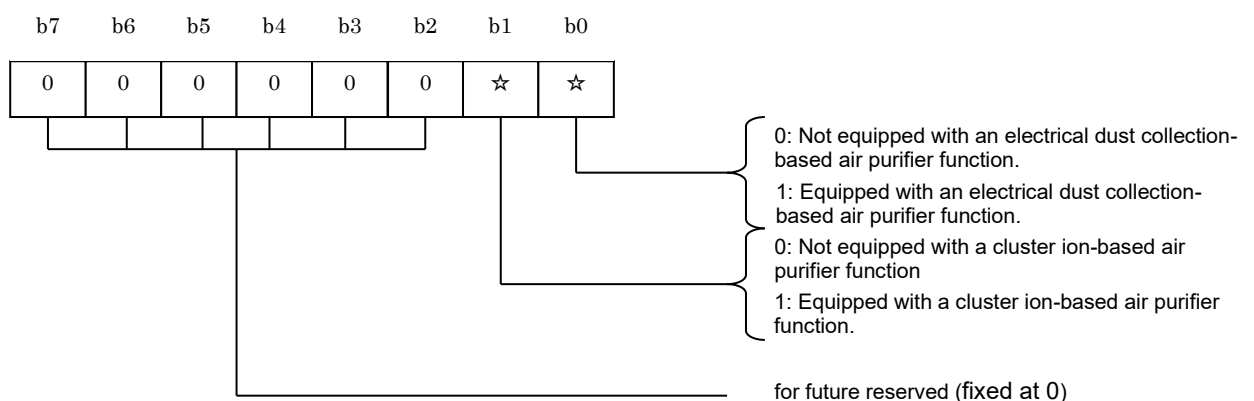 b7 b6 b5 b4 b3 b2 b1 b0
0 0 0 0 0 0 ☆ ☆
0: Not equipped with an electrical dust collection-
based air purifier function.
1: Equipped with an electrical dust collection-
based air purifier function.
0: Not equipped with a cluster ion-based air
purifier function
1: Equipped with a cluster ion-based air purifier
function.
for future reserved (fixed at 0)